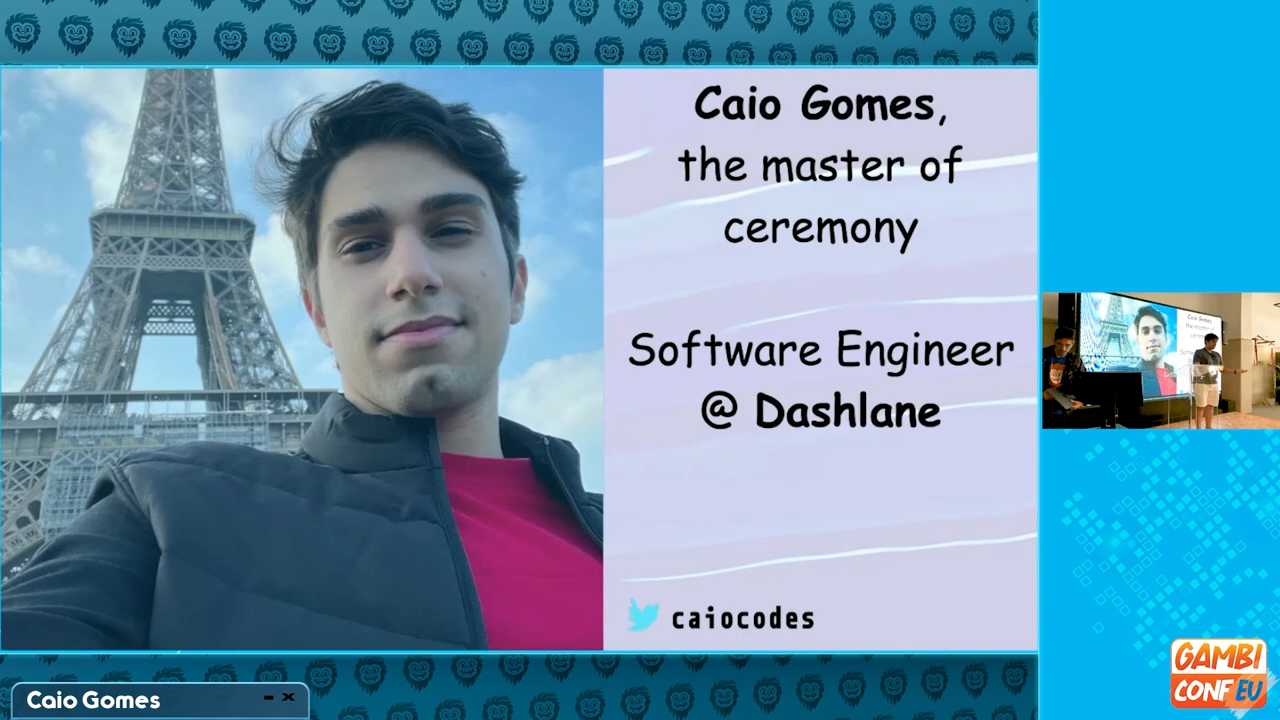 Caio Gomes,
the master of
ceremony
Software Engineer
@ Dashlane
caiocodes
Caio Gomes
GAMBI
CONF EU